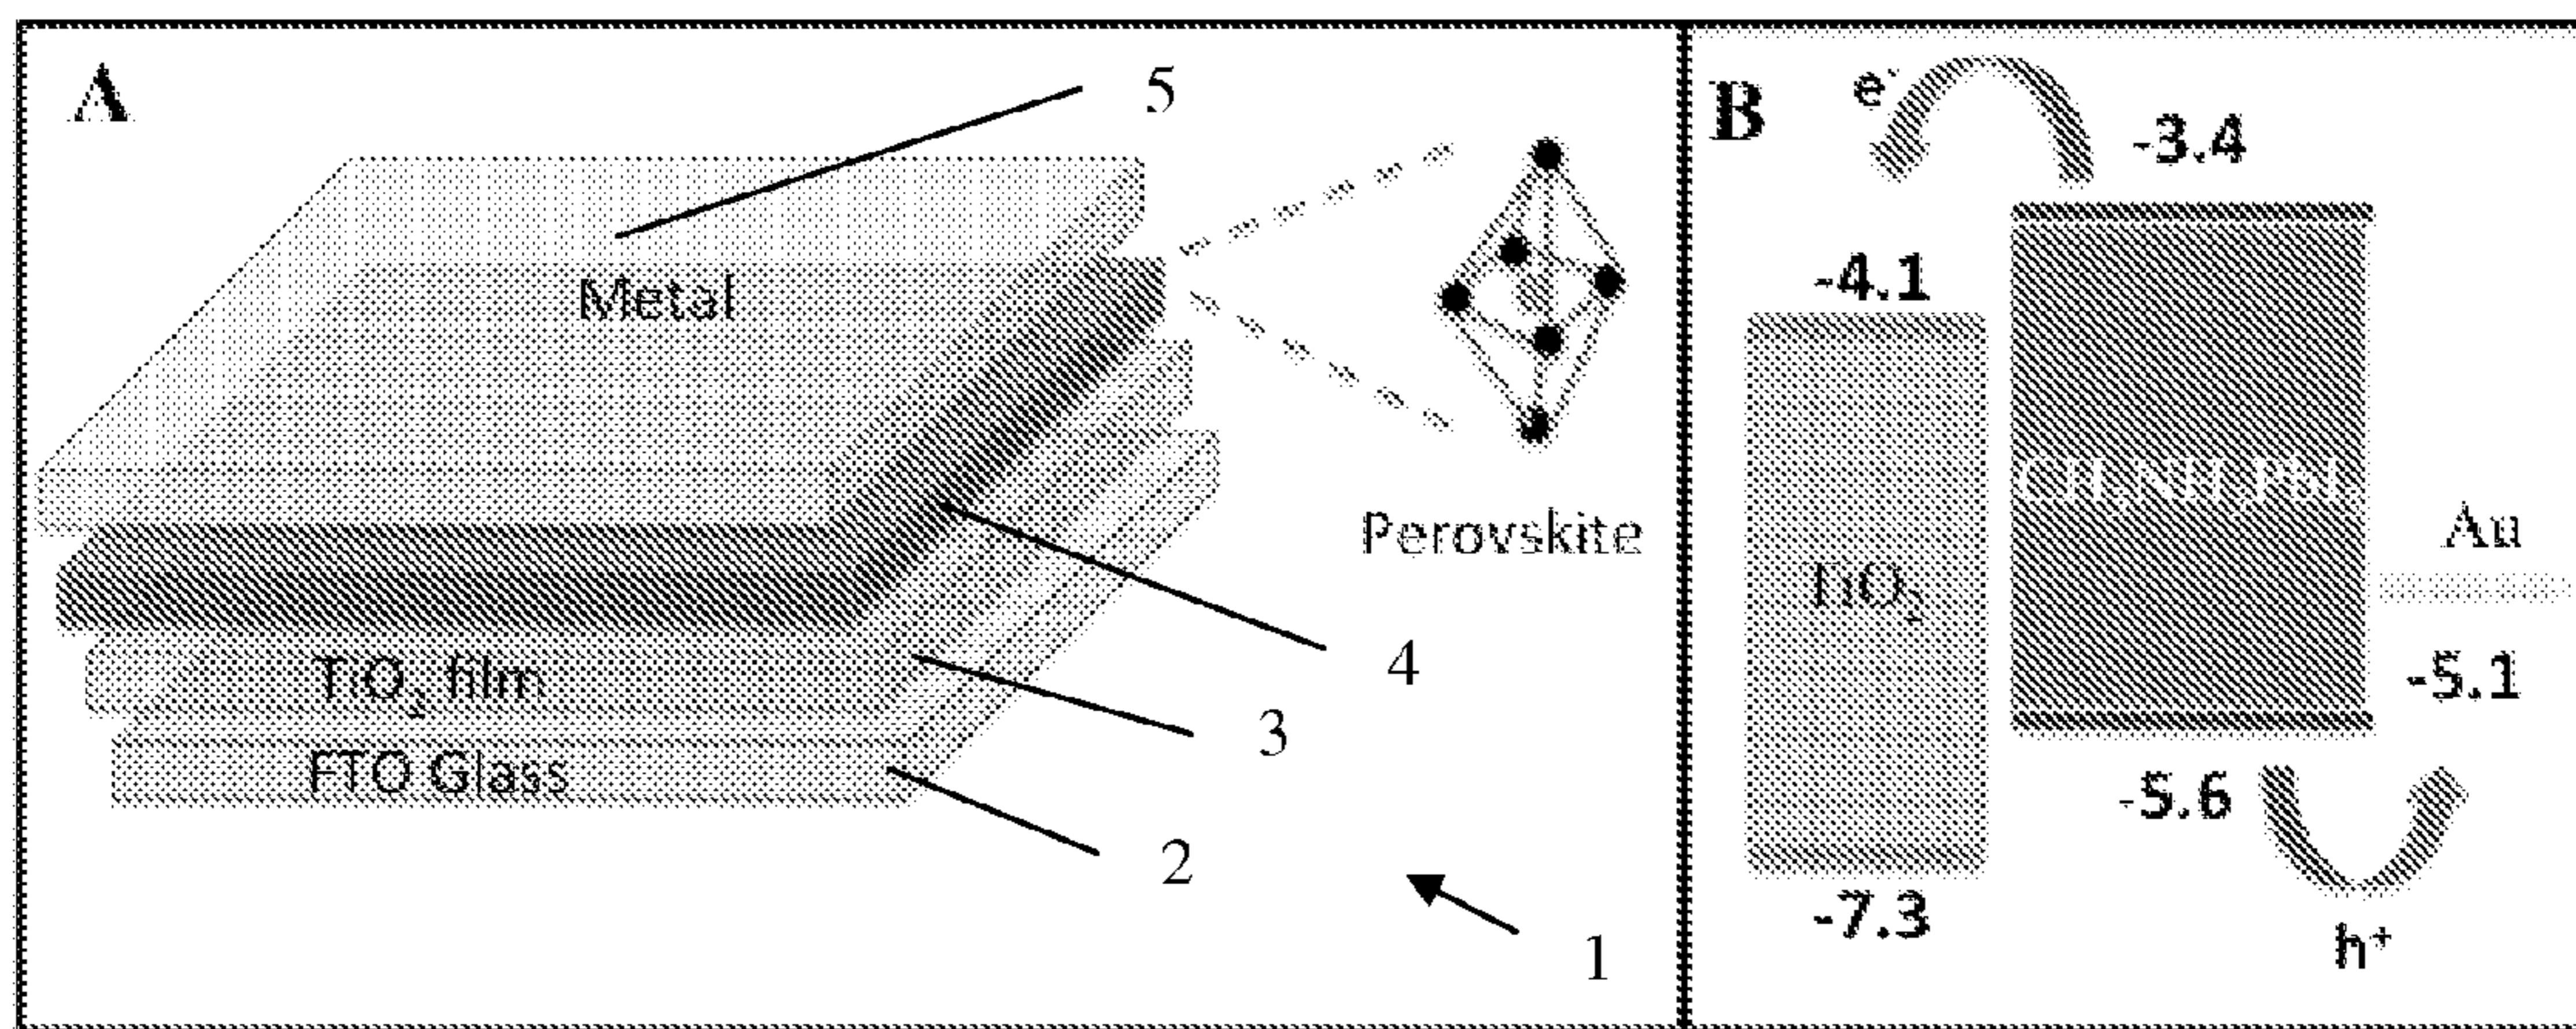 A
5
Metal
Perovskite
4
TiO₂ film
3
FTO Glass
2
1
B
e⁻
-3.4
-4.1
CH₃NH₃PbI₃
TiO₂
Au
-5.1
-5.6
-7.3
h⁺